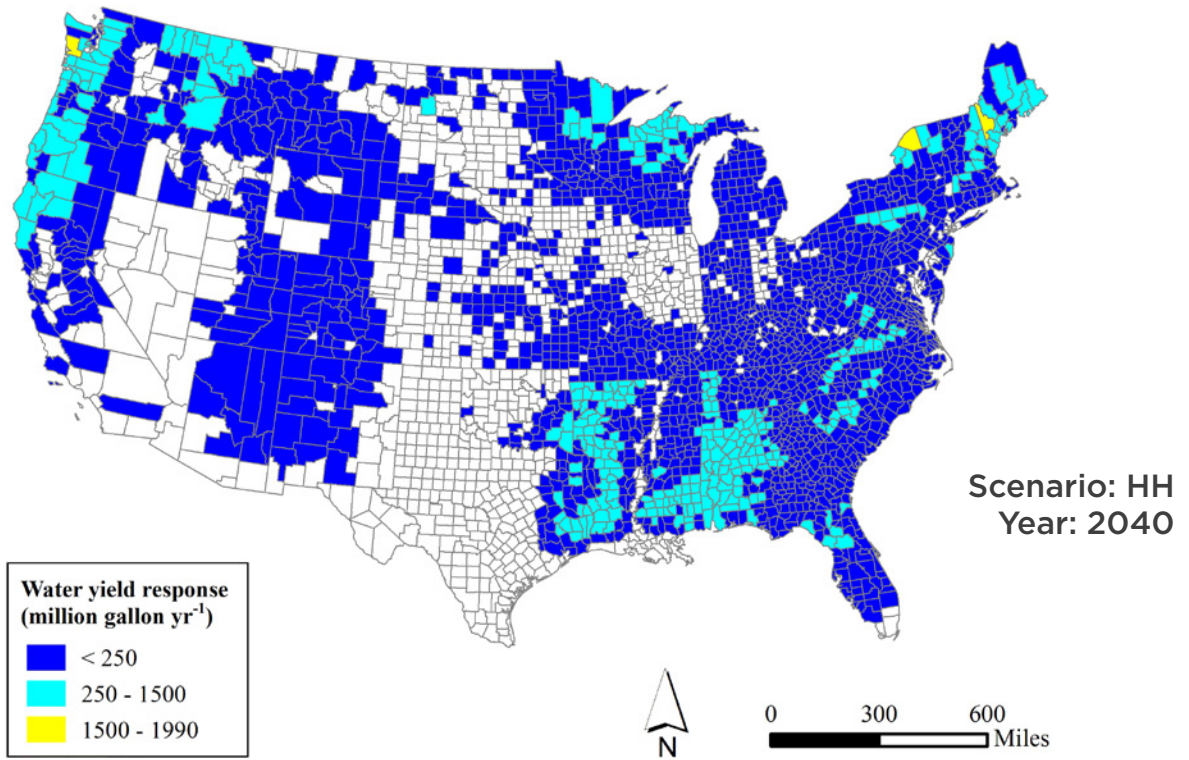 Scenario: HH
Year: 2040
Water yield response
(million gallon yr⁻¹)
< 250
250 - 1500
1500 - 1990
N
0 300 600
Miles